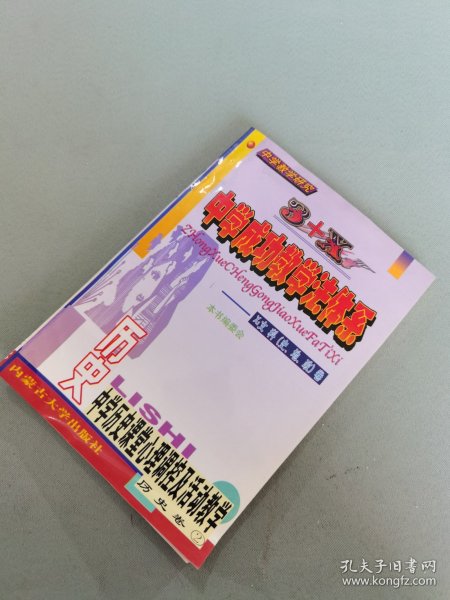 中学教学研究
3+X
中学成功教学法体系
ZHongXueCHengGongJiaoXueFaTiXi
本书编委会
历史
LISHI
中学历史课堂心理调控及活动教学
历史卷②
内蒙古大学出版社
孔夫子旧书网
www.kongfz.com